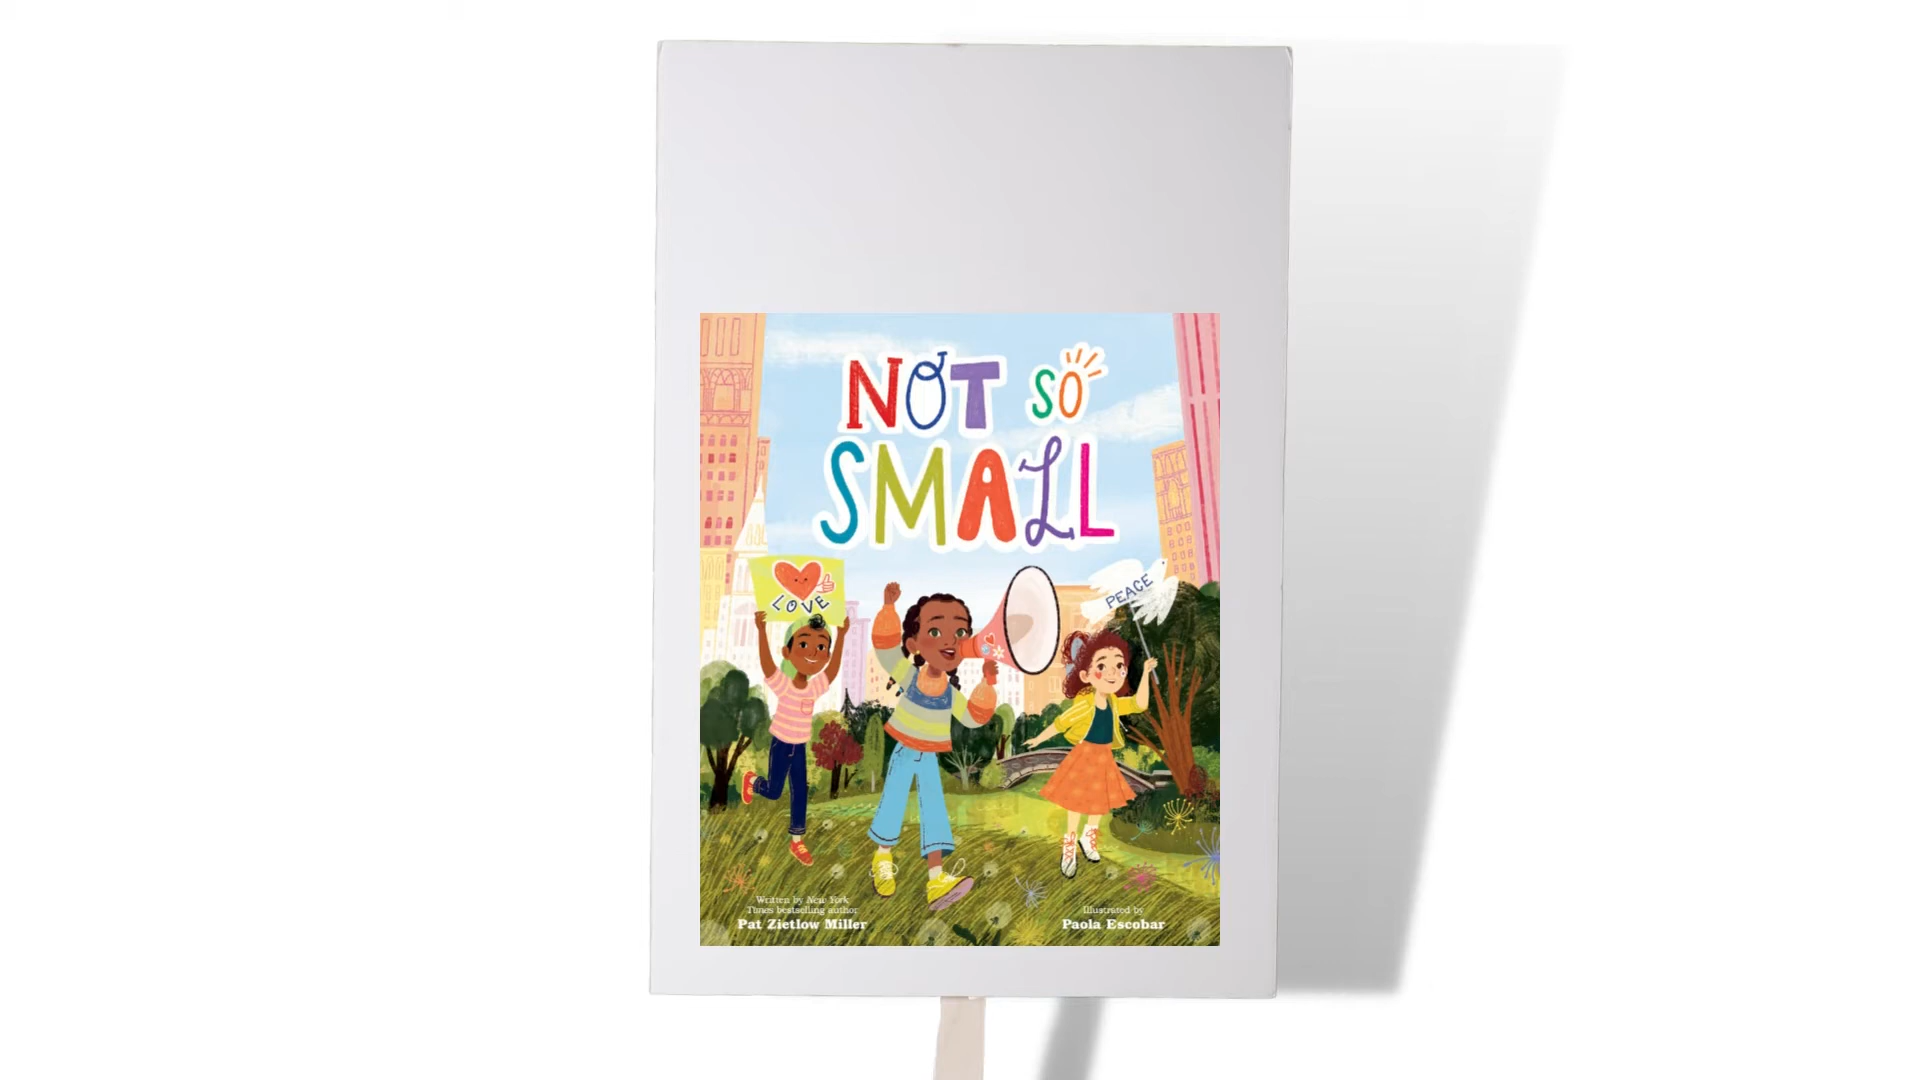 NOT SO
SMALL
LOVE
PEACE
Written by New York
Times bestselling author
Pat Zietlow Miller
Illustrated by
Paola Escobar